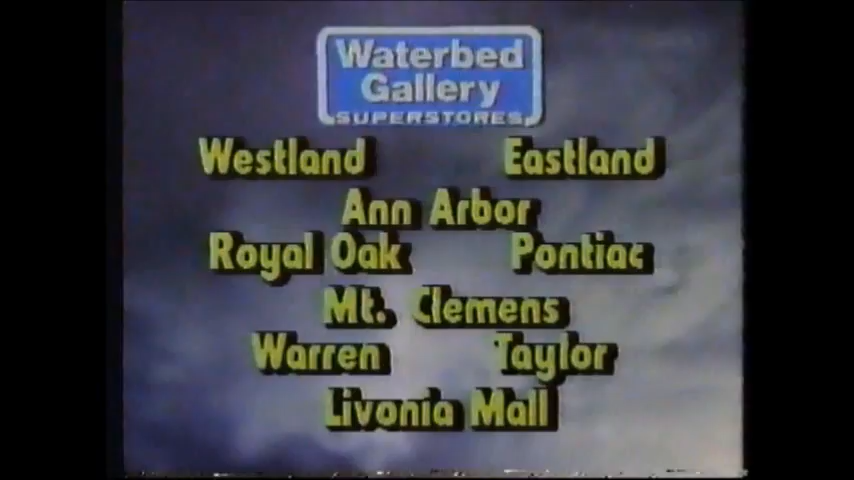 Waterbed
Gallery
SUPERSTORES
Westland Eastland
Ann Arbor
Royal Oak Pontiac
Mt. Clemens
Warren Taylor
Livonia Mall